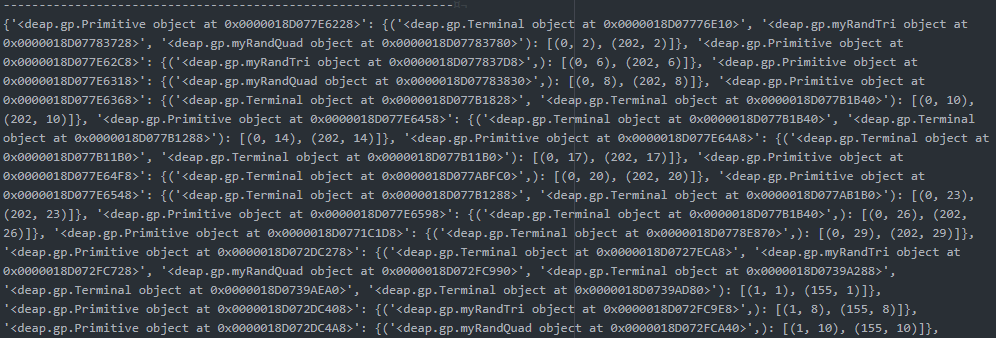 --------------------------------------------------------------
{'<deap.gp.Primitive object at 0x0000018D077E6228>': {('<deap.gp.Terminal object at 0x0000018D07776E10>', '<deap.gp.myRandTri object at
0x0000018D07783728>', '<deap.gp.myRandQuad object at 0x0000018D07783780>'): [(0, 2), (202, 2)]}, '<deap.gp.Primitive object at
0x0000018D077E62C8>': {('<deap.gp.myRandTri object at 0x0000018D077837D8>',): [(0, 6), (202, 6)]}, '<deap.gp.Primitive object at
0x0000018D077E6318>': {('<deap.gp.myRandQuad object at 0x0000018D07783830>',): [(0, 8), (202, 8)]}, '<deap.gp.Primitive object at
0x0000018D077E6368>': {('<deap.gp.Terminal object at 0x0000018D077B1828>', '<deap.gp.Terminal object at 0x0000018D077B1B40>'): [(0, 10),
(202, 10)]}, '<deap.gp.Primitive object at 0x0000018D077E6458>': {('<deap.gp.Terminal object at 0x0000018D077B1B40>', '<deap.gp.Terminal
object at 0x0000018D077B1288>'): [(0, 14), (202, 14)]}, '<deap.gp.Primitive object at 0x0000018D077E64A8>': {('<deap.gp.Terminal object at
0x0000018D077B11B0>', '<deap.gp.Terminal object at 0x0000018D077B11B0>'): [(0, 17), (202, 17)]}, '<deap.gp.Primitive object at
0x0000018D077E64F8>': {('<deap.gp.Terminal object at 0x0000018D077ABFC0>',): [(0, 20), (202, 20)]}, '<deap.gp.Primitive object at
0x0000018D077E6548>': {('<deap.gp.Terminal object at 0x0000018D077B1288>', '<deap.gp.Terminal object at 0x0000018D077AB1B0>'): [(0, 23),
(202, 23)]}, '<deap.gp.Primitive object at 0x0000018D077E6598>': {('<deap.gp.Terminal object at 0x0000018D077B1B40>',): [(0, 26), (202,
26)]}, '<deap.gp.Primitive object at 0x0000018D0771C1D8>': {('<deap.gp.Terminal object at 0x0000018D0778E870>',): [(0, 29), (202, 29)]},
'<deap.gp.Primitive object at 0x0000018D072DC278>': {('<deap.gp.Terminal object at 0x0000018D0727ECA8>', '<deap.gp.myRandTri object at
0x0000018D072FC728>', '<deap.gp.myRandQuad object at 0x0000018D072FC990>', '<deap.gp.Terminal object at 0x0000018D0739A288>',
'<deap.gp.Terminal object at 0x0000018D0739AEA0>', '<deap.gp.Terminal object at 0x0000018D0739AD80>'): [(1, 1), (155, 1)]},
'<deap.gp.Primitive object at 0x0000018D072DC408>': {('<deap.gp.myRandTri object at 0x0000018D072FC9E8>',): [(1, 8), (155, 8)]},
'<deap.gp.Primitive object at 0x0000018D072DC4A8>': {('<deap.gp.myRandQuad object at 0x0000018D072FCA40>',): [(1, 10), (155, 10)]},